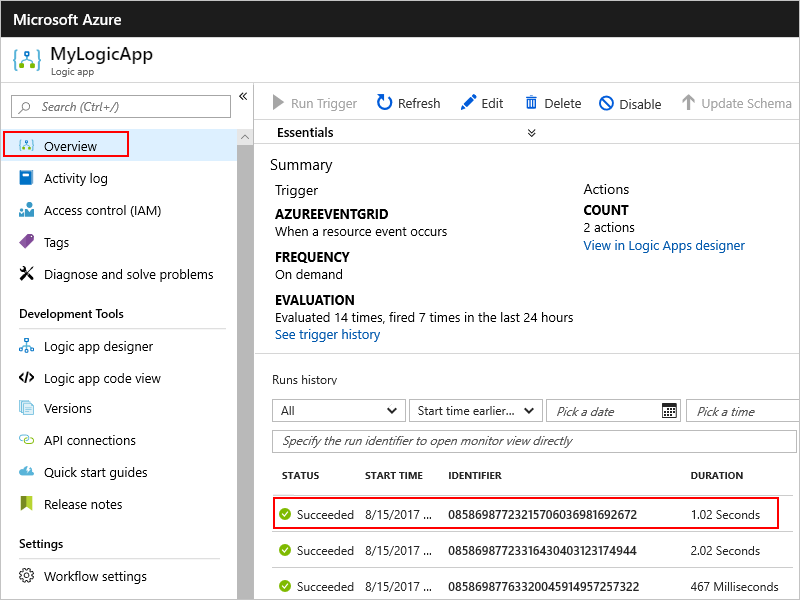 Microsoft Azure
MyLogicApp
Logic app
Search (Ctrl+/)
«
Overview
Activity log
Access control (IAM)
Tags
Diagnose and solve problems
Development Tools
Logic app designer
Logic app code view
Versions
API connections
Quick start guides
Release notes
Settings
Workflow settings
Run Trigger Refresh Edit Delete Disable Update Schema
Essentials
Summary
Trigger
AZUREEVENTGRID
When a resource event occurs
FREQUENCY
On demand
EVALUATION
Evaluated 14 times, fired 7 times in the last 24 hours
See trigger history
Actions
COUNT
2 actions
View in Logic Apps designer
Runs history
All Start time earlier... Pick a date Pick a time
Specify the run identifier to open monitor view directly
STATUS START TIME IDENTIFIER DURATION
Succeeded 8/15/2017 ... 08586987723215706036981692672 1.02 Seconds
Succeeded 8/15/2017 ... 08586987723316430403123174944 2.02 Seconds
Succeeded 8/15/2017 ... 08586987763320045914957257322 467 Milliseconds